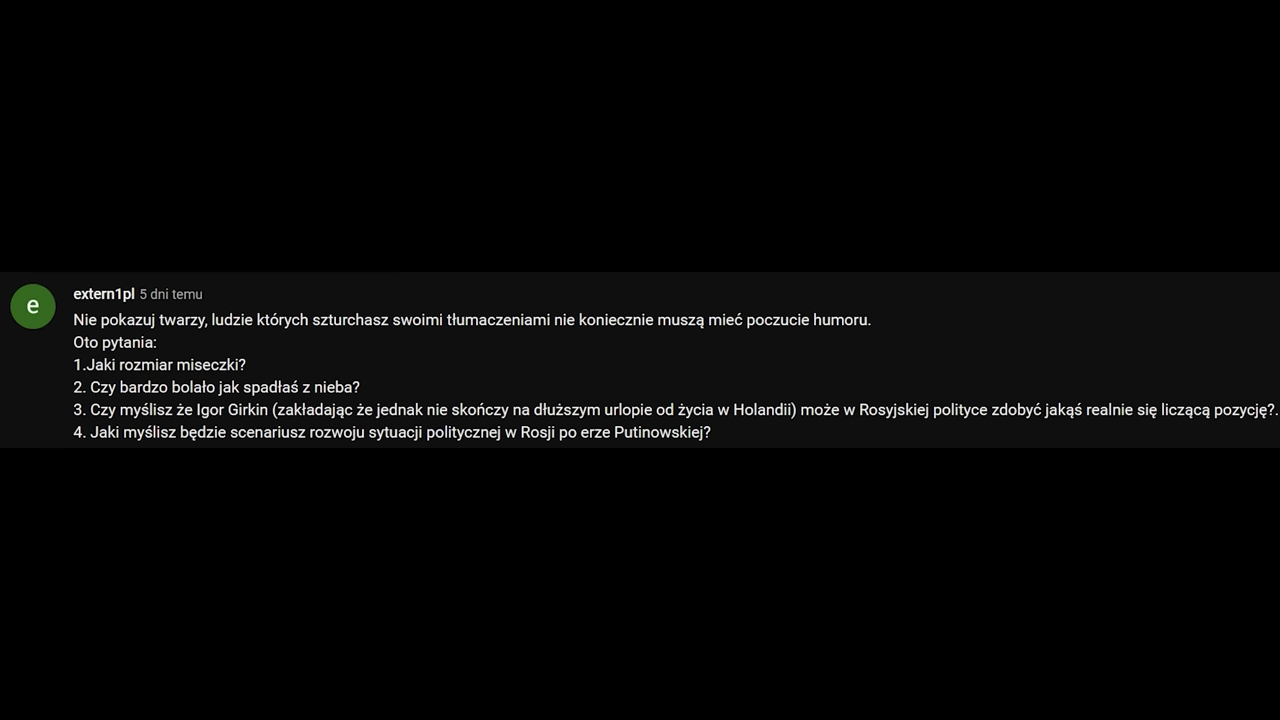 e
extern1pl 5 dni temu
Nie pokazuj twarzy, ludzie których szturchasz swoimi tłumaczeniami nie koniecznie muszą mieć poczucie humoru.
Oto pytania:
1.Jaki rozmiar miseczki?
2. Czy bardzo bolało jak spadłaś z nieba?
3. Czy myślisz że Igor Girkin (zakładając że jednak nie skończy na dłuższym urlopie od życia w Holandii) może w Rosyjskiej polityce zdobyć jakąś realnie się liczącą pozycję?.
4. Jaki myślisz będzie scenariusz rozwoju sytuacji politycznej w Rosji po erze Putinowskiej?